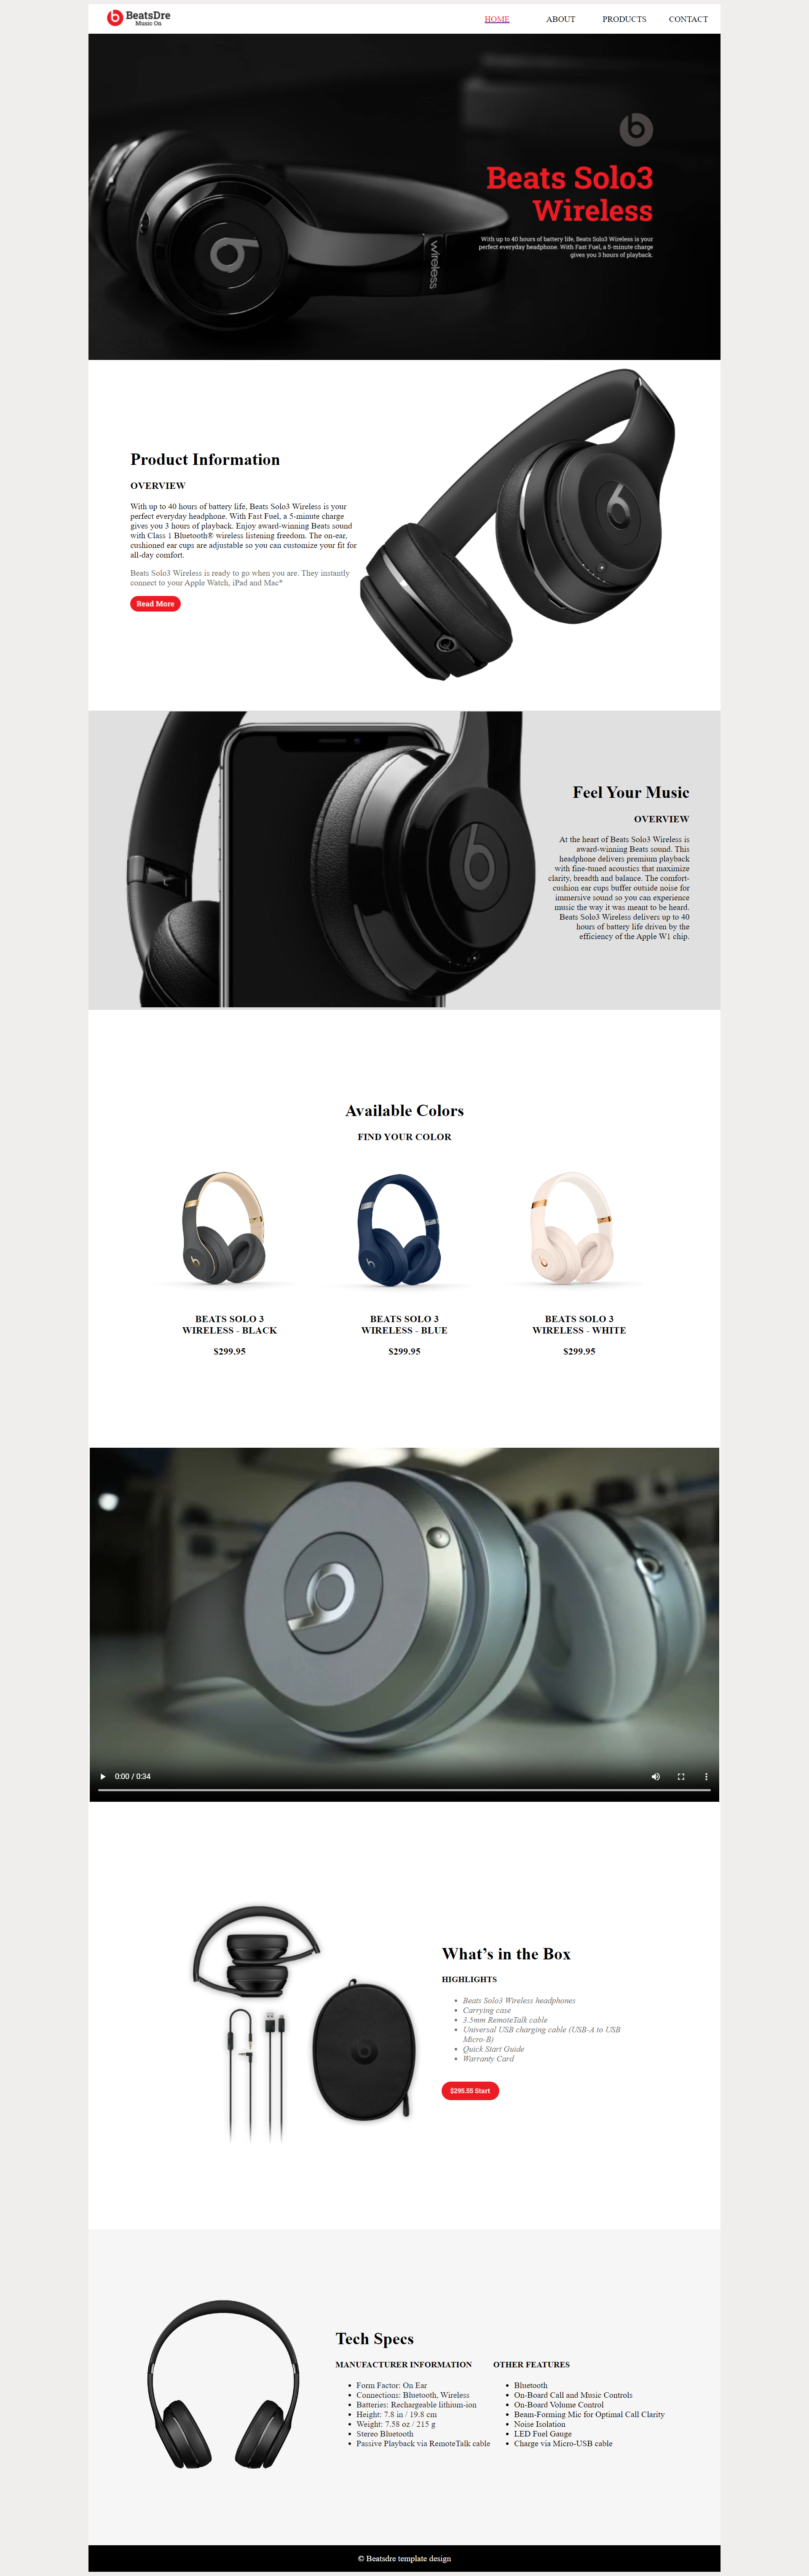 BeatsDre
Music On
HOME
ABOUT
PRODUCTS
CONTACT
Beats Solo3
Wireless
With up to 40 hours of battery life, Beats Solo3 Wireless is your
perfect everyday headphone. With Fast Fuel, a 5-minute charge
gives you 3 hours of playback.
wireless
Product Information
OVERVIEW
With up to 40 hours of battery life, Beats Solo3 Wireless is your
perfect everyday headphone. With Fast Fuel, a 5-minute charge
gives you 3 hours of playback. Enjoy award-winning Beats sound
with Class 1 Bluetooth® wireless listening freedom. The on-ear,
cushioned ear cups are adjustable so you can customize your fit for
all-day comfort.
Beats Solo3 Wireless is ready to go when you are. They instantly
connect to your Apple Watch, iPad and Mac*
Read More
Feel Your Music
OVERVIEW
At the heart of Beats Solo3 Wireless is
award-winning Beats sound. This
headphone delivers premium playback
with fine-tuned acoustics that maximize
clarity, breadth and balance. The comfort-
cushion ear cups buffer outside noise for
immersive sound so you can experience
music the way it was meant to be heard.
Beats Solo3 Wireless delivers up to 40
hours of battery life driven by the
efficiency of the Apple W1 chip.
Available Colors
FIND YOUR COLOR
BEATS SOLO 3
WIRELESS - BLACK
$299.95
BEATS SOLO 3
WIRELESS - BLUE
$299.95
BEATS SOLO 3
WIRELESS - WHITE
$299.95
0:00 / 0:34
What's in the Box
HIGHLIGHTS
• Beats Solo3 Wireless headphones
• Carrying case
• 3.5mm RemoteTalk cable
• Universal USB charging cable (USB-A to USB
Micro-B)
• Quick Start Guide
• Warranty Card
$295.55 Start
Tech Specs
MANUFACTURER INFORMATION
• Form Factor: On Ear
• Connections: Bluetooth, Wireless
• Batteries: Rechargeable lithium-ion
• Height: 7.8 in / 19.8 cm
• Weight: 7.58 oz / 215 g
• Stereo Bluetooth
• Passive Playback via RemoteTalk cable
OTHER FEATURES
• Bluetooth
• On-Board Call and Music Controls
• On-Board Volume Control
• Beam-Forming Mic for Optimal Call Clarity
• Noise Isolation
• LED Fuel Gauge
• Charge via Micro-USB cable
© Beatsdre template design